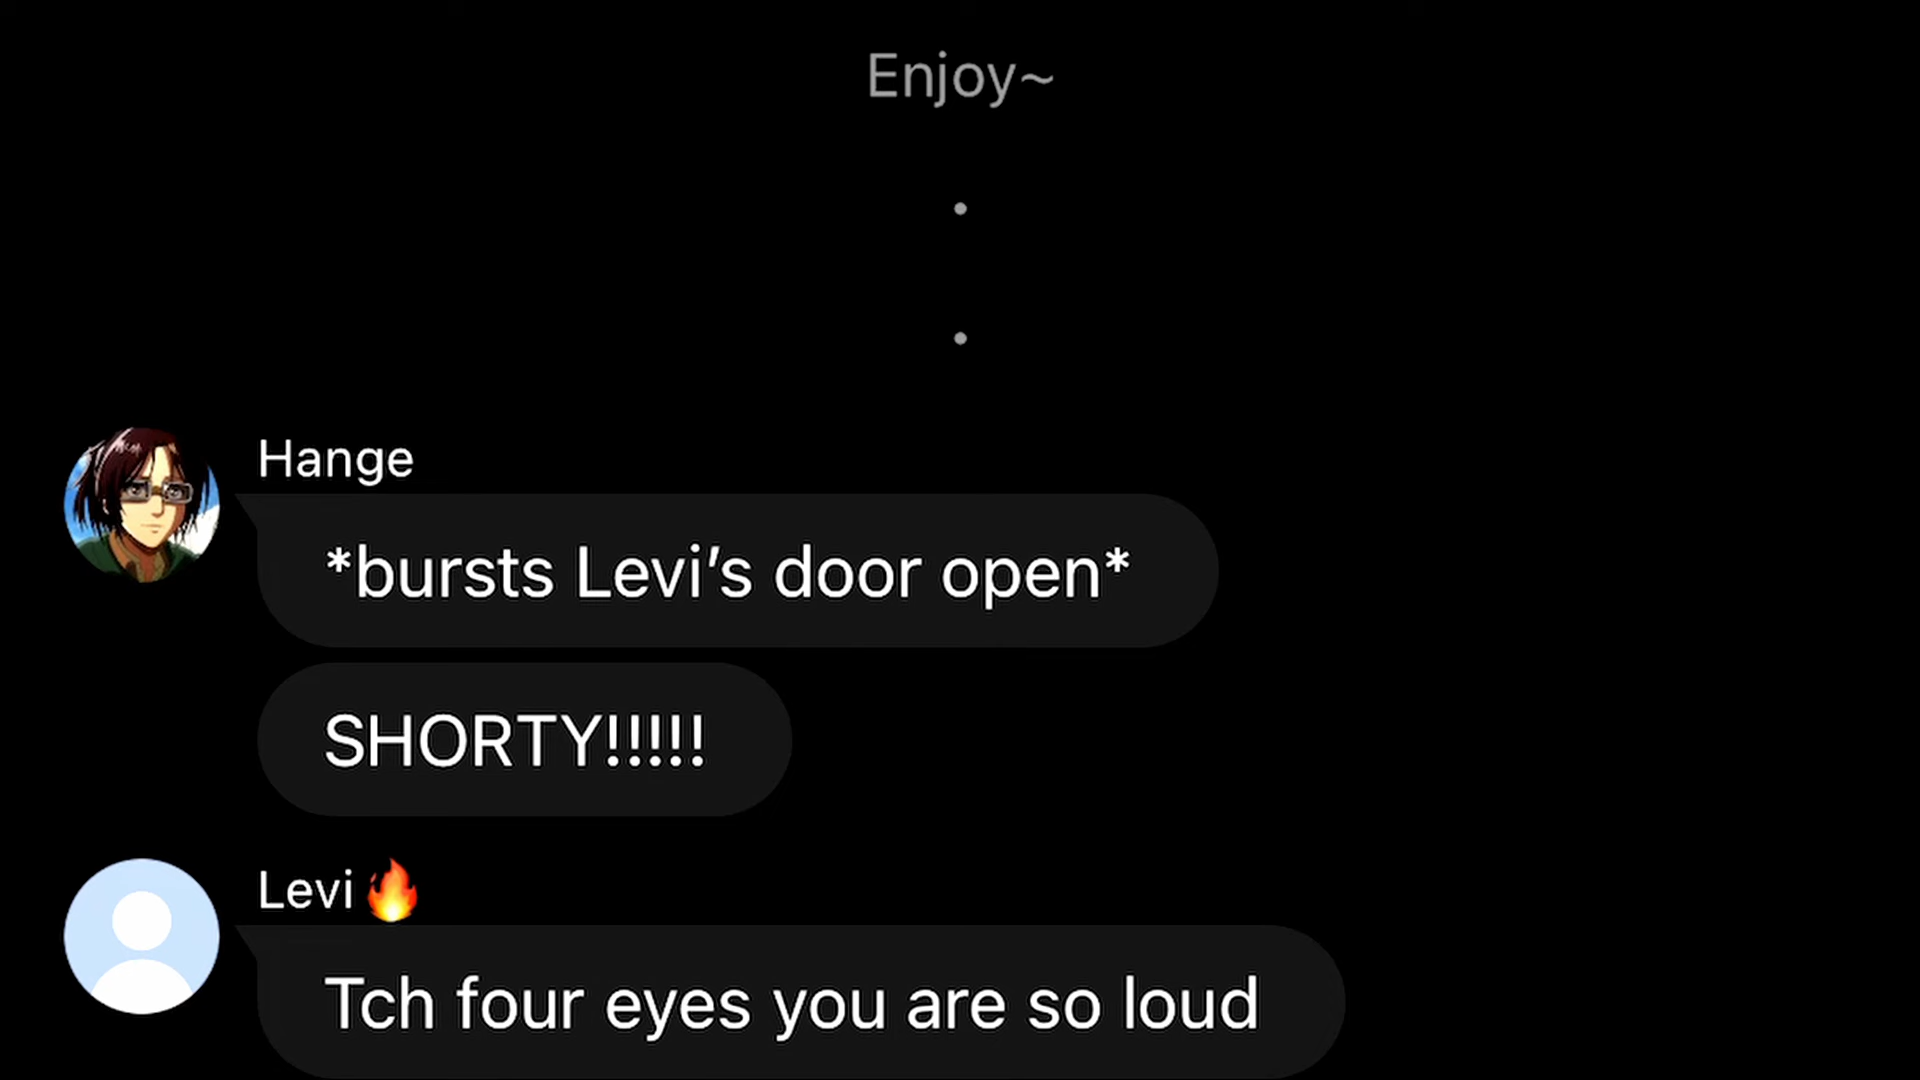 Enjoy~
.
.
Hange
*bursts Levi’s door open*
SHORTY!!!!!
Levi🔥
Tch four eyes you are so loud